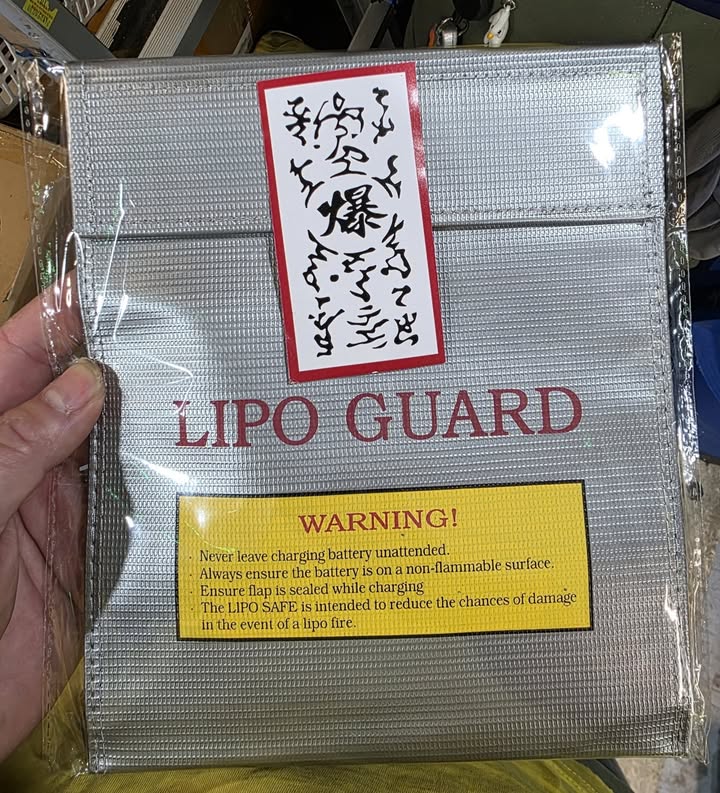 爆
LIPO GUARD
WARNING!
· Never leave charging battery unattended.
· Always ensure the battery is on a non-flammable surface.
· Ensure flap is sealed while charging
· The LIPO SAFE is intended to reduce the chances of damage
in the event of a lipo fire.